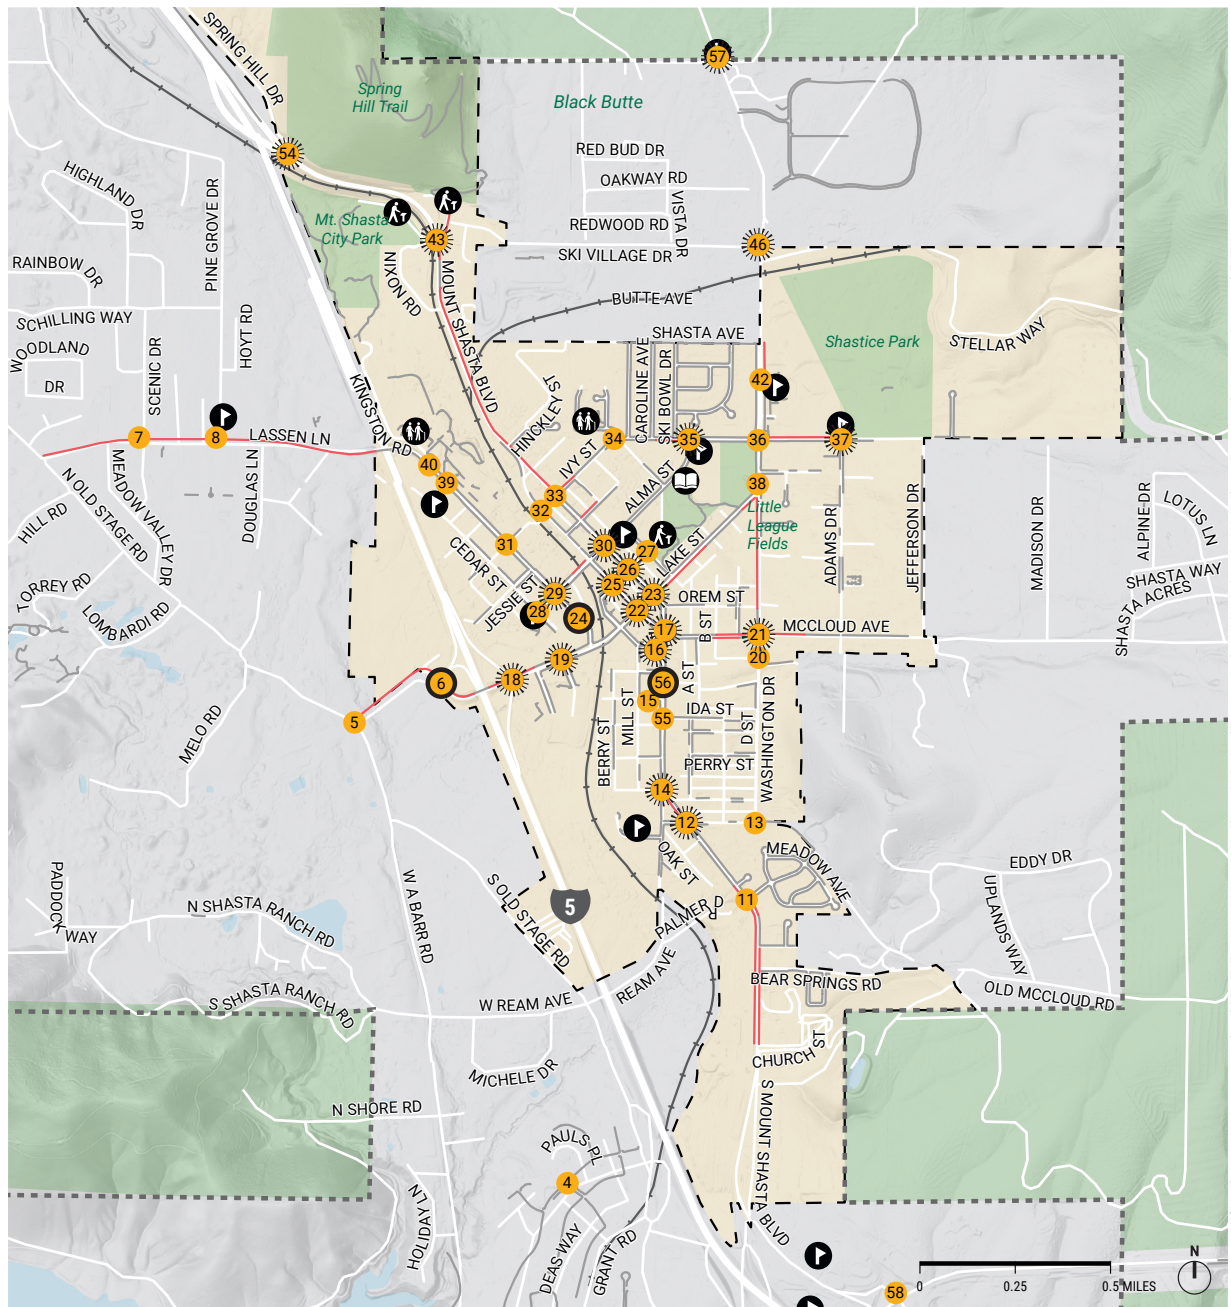 SPRING HILL DR
57
Spring
Hill Trail
Black Butte
54
RED BUD DR
HIGHLAND DR
PINE GROVE DR
OAKWAY RD
VISTA DR
Mt. Shasta
City Park
REDWOOD RD
43
46
SKI VILLAGE DR
RAINBOW DR
NIXON RD
MOUNT SHASTA BLVD
BUTTE AVE
SCHILLING WAY
HOYT RD
SHASTA AVE
Shastice Park
STELLAR WAY
WOODLAND
DR
SCENIC DR
KINGSTON RD
HINCKLEY ST
CAROLINE AVE
SKI BOWL DR
42
7
8
LASSEN LN
34
35
36
37
IVY ST
40
39
ALMA ST
38
N OLD STAGE RD
MEADOW VALLEY DR
DOUGLAS LN
33
32
Little
League
Fields
HILL RD
ADAMS DR
JEFFERSON DR
MADISON DR
ALPINE DR
LOTUS LN
31
30
27
LAKE ST
CEDAR ST
26
25
TORREY RD
LOMBARDI RD
JESSIE ST
29
23
OREM ST
SHASTA WAY
SHASTA ACRES
28
24
22
B ST
17
21
MCCLOUD AVE
16
20
19
18
6
56
A ST
15
55
IDA ST
5
MELO RD
BERRY ST
MILL ST
D ST
WASHINGTON DR
PERRY ST
14
12
13
OAK ST
MEADOW AVE
EDDY DR
PADDOCK WAY
W A BARR RD
S OLD STAGE RD
5
11
UPLANDS WAY
N SHASTA RANCH RD
PALMER D
REAM AVE
BEAR SPRINGS RD
OLD MCCLOUD RD
S SHASTA RANCH RD
W REAM AVE
CHURCH ST
MICHELE DR
N SHORE RD
S MOUNT SHASTA BLVD
PAULS PL
4
HOLIDAY LN
DEAS WAY
GRANT RD
N
0
0.25
0.5 MILES
58